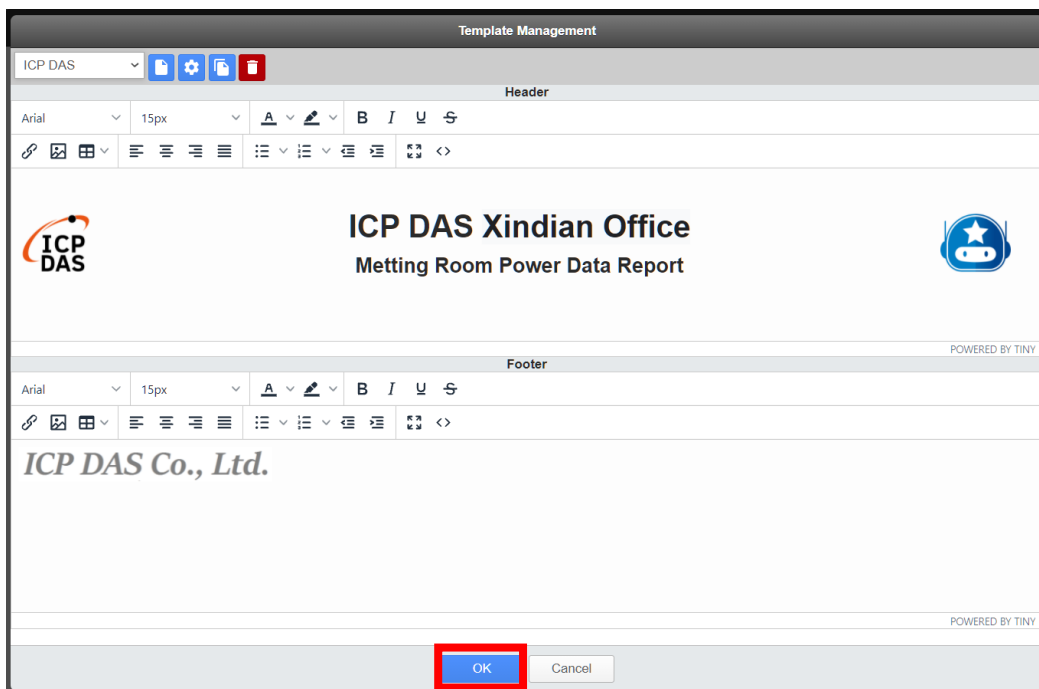 Template Management
ICP DAS
Header
Arial 15px A B I U S
ICP DAS
ICP DAS Xindian Office
Metting Room Power Data Report
POWERED BY TINY
Footer
Arial 15px A B I U S
ICP DAS Co., Ltd.
POWERED BY TINY
OK Cancel